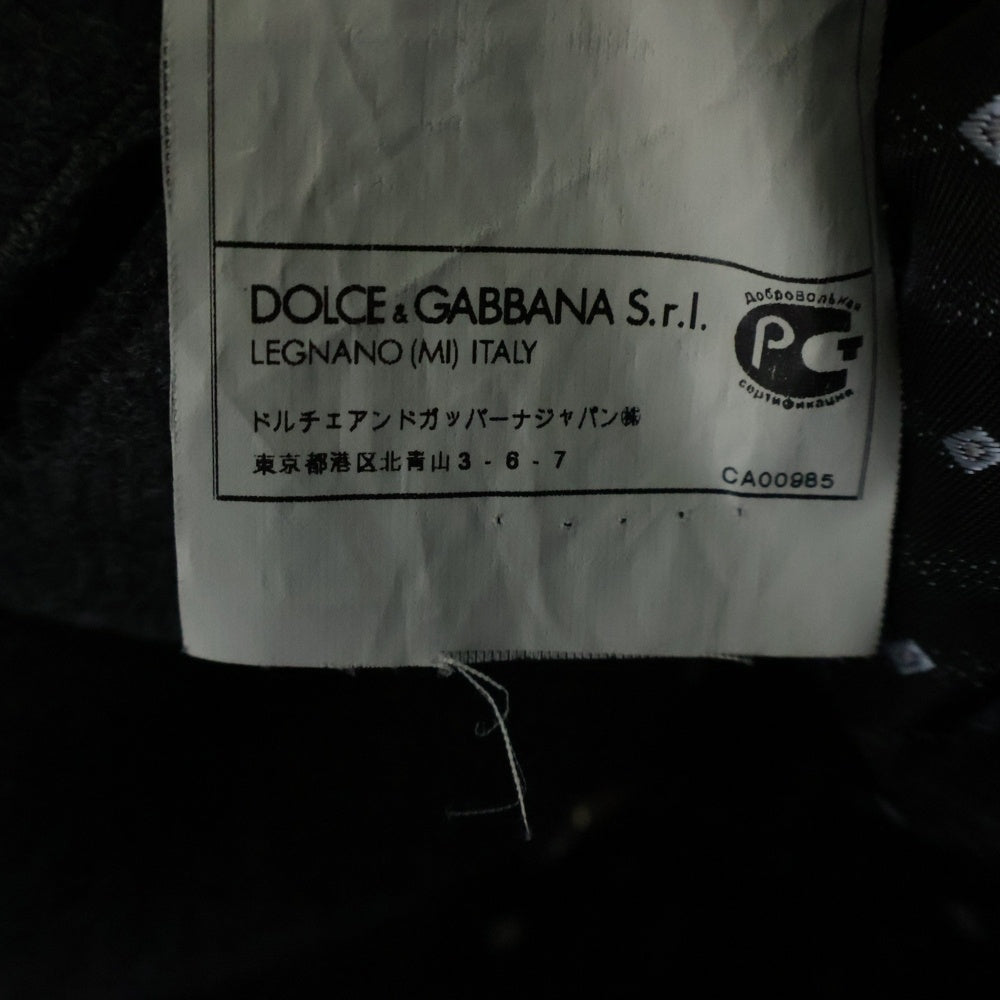 DOLCE & GABBANA S.r.l.
LEGNANO (MI) ITALY
Добровольная
РСТ
сертификация
ドルチェアンドガッバーナジャパン㈱
東京都港区北青山3-6-7
CA00985